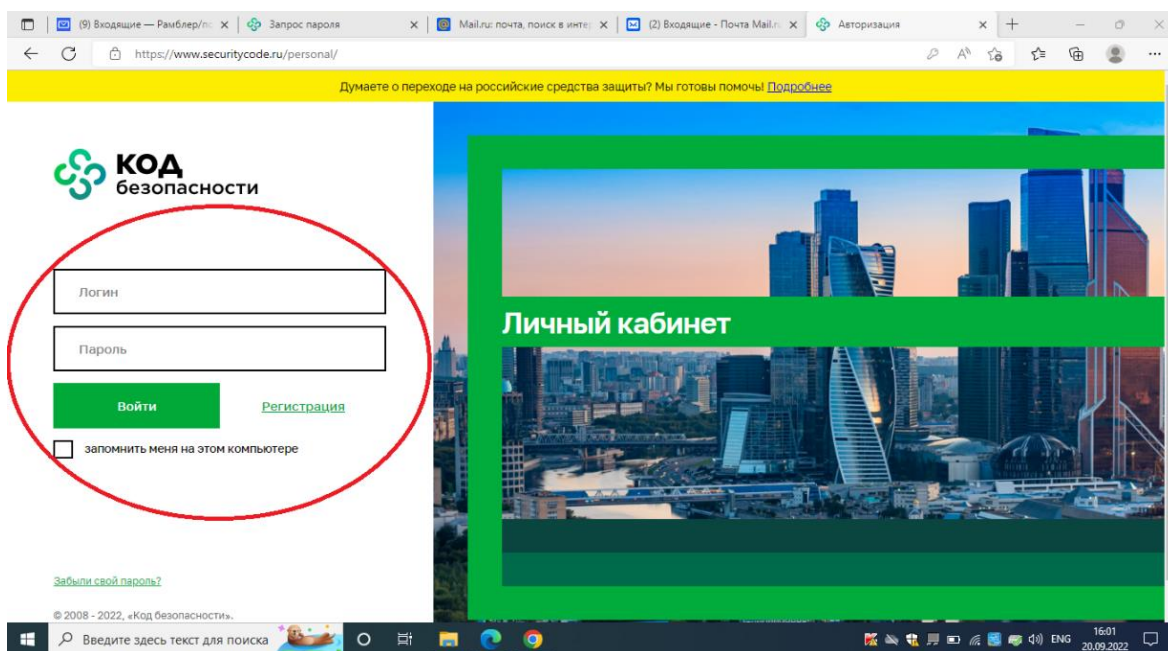 (9) Входящие — Рамблер/по
Запрос пароля
Mail.ru: почта, поиск в интер
(2) Входящие - Почта Mail.ru
Авторизация
https://www.securitycode.ru/personal/
Думаете о переходе на российские средства защиты? Мы готовы помочь! Подробнее
КОД
безопасности
Логин
Пароль
Войти
Регистрация
запомнить меня на этом компьютере
Личный кабинет
Забыли свой пароль?
© 2008 - 2022, «Код безопасности».
Введите здесь текст для поиска
ENG
16:01
20.09.2022